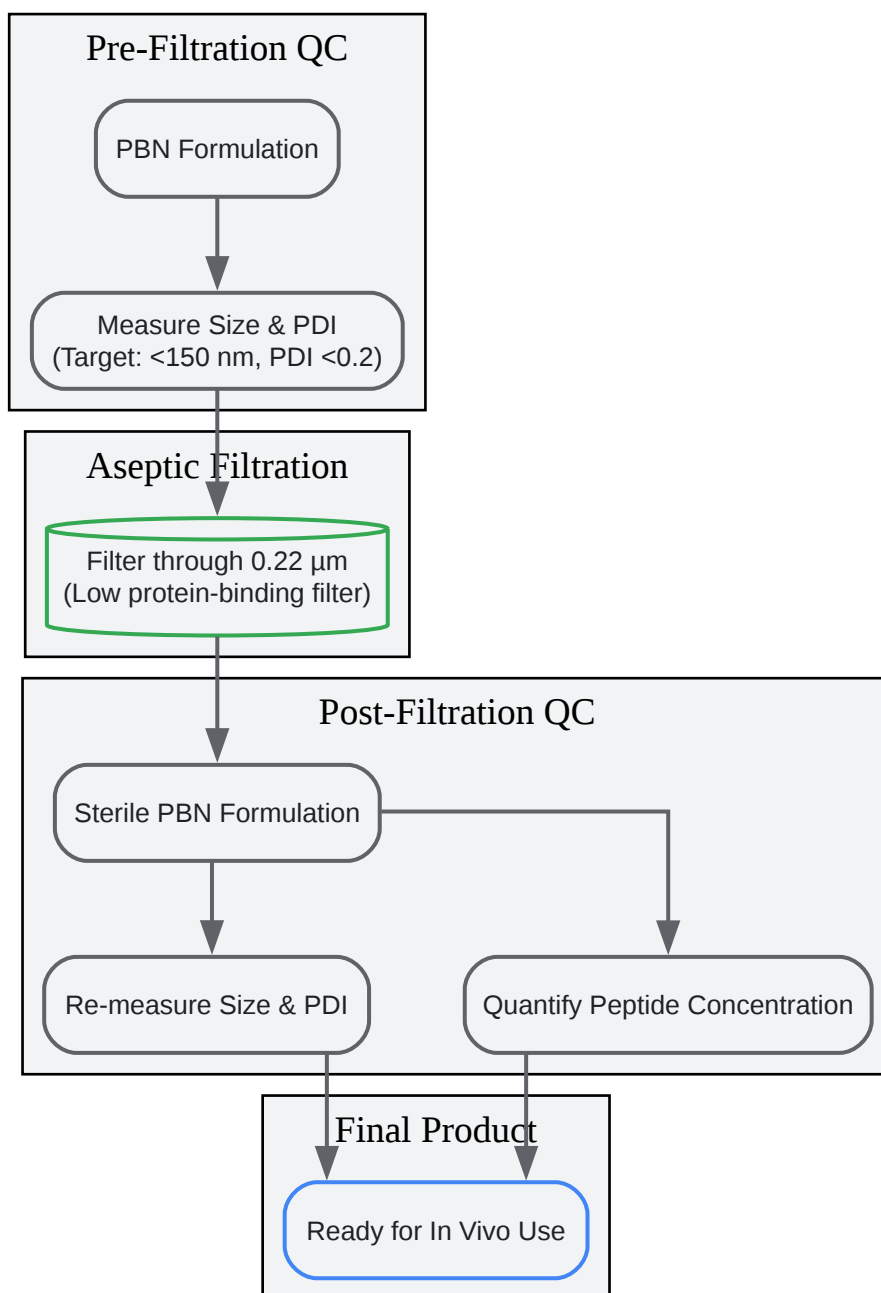 Pre-Filtration QC
PBN Formulation
Measure Size & PDI
(Target: <150 nm, PDI <0.2)
Aseptic Filtration
Filter through 0.22 µm
(Low protein-binding filter)
Post-Filtration QC
Sterile PBN Formulation
Re-measure Size & PDI
Quantify Peptide Concentration
Final Product
Ready for In Vivo Use